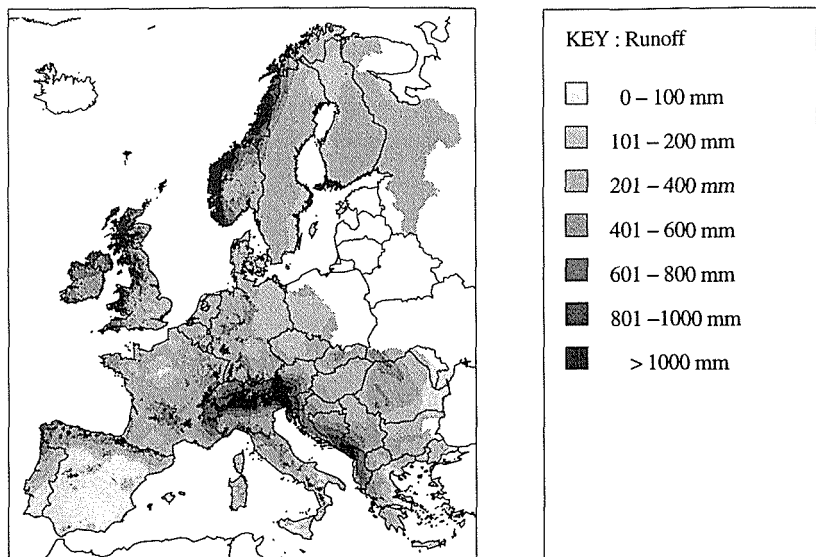 KEY : Runoff
0 – 100 mm
101 – 200 mm
201 – 400 mm
401 – 600 mm
601 – 800 mm
801 –1000 mm
> 1000 mm